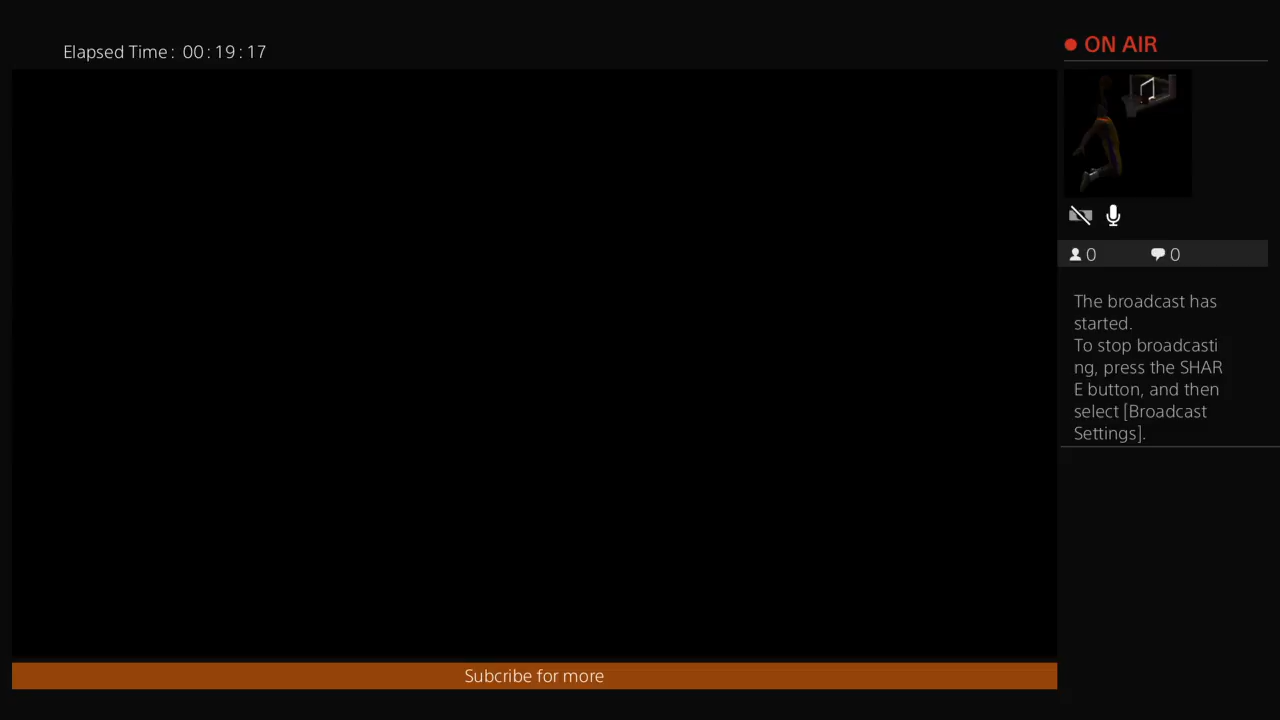 Elapsed Time: 00:19:17
ON AIR
0 0
The broadcast has
started.
To stop broadcasti
ng, press the SHAR
E button, and then
select [Broadcast
Settings].
Subcribe for more